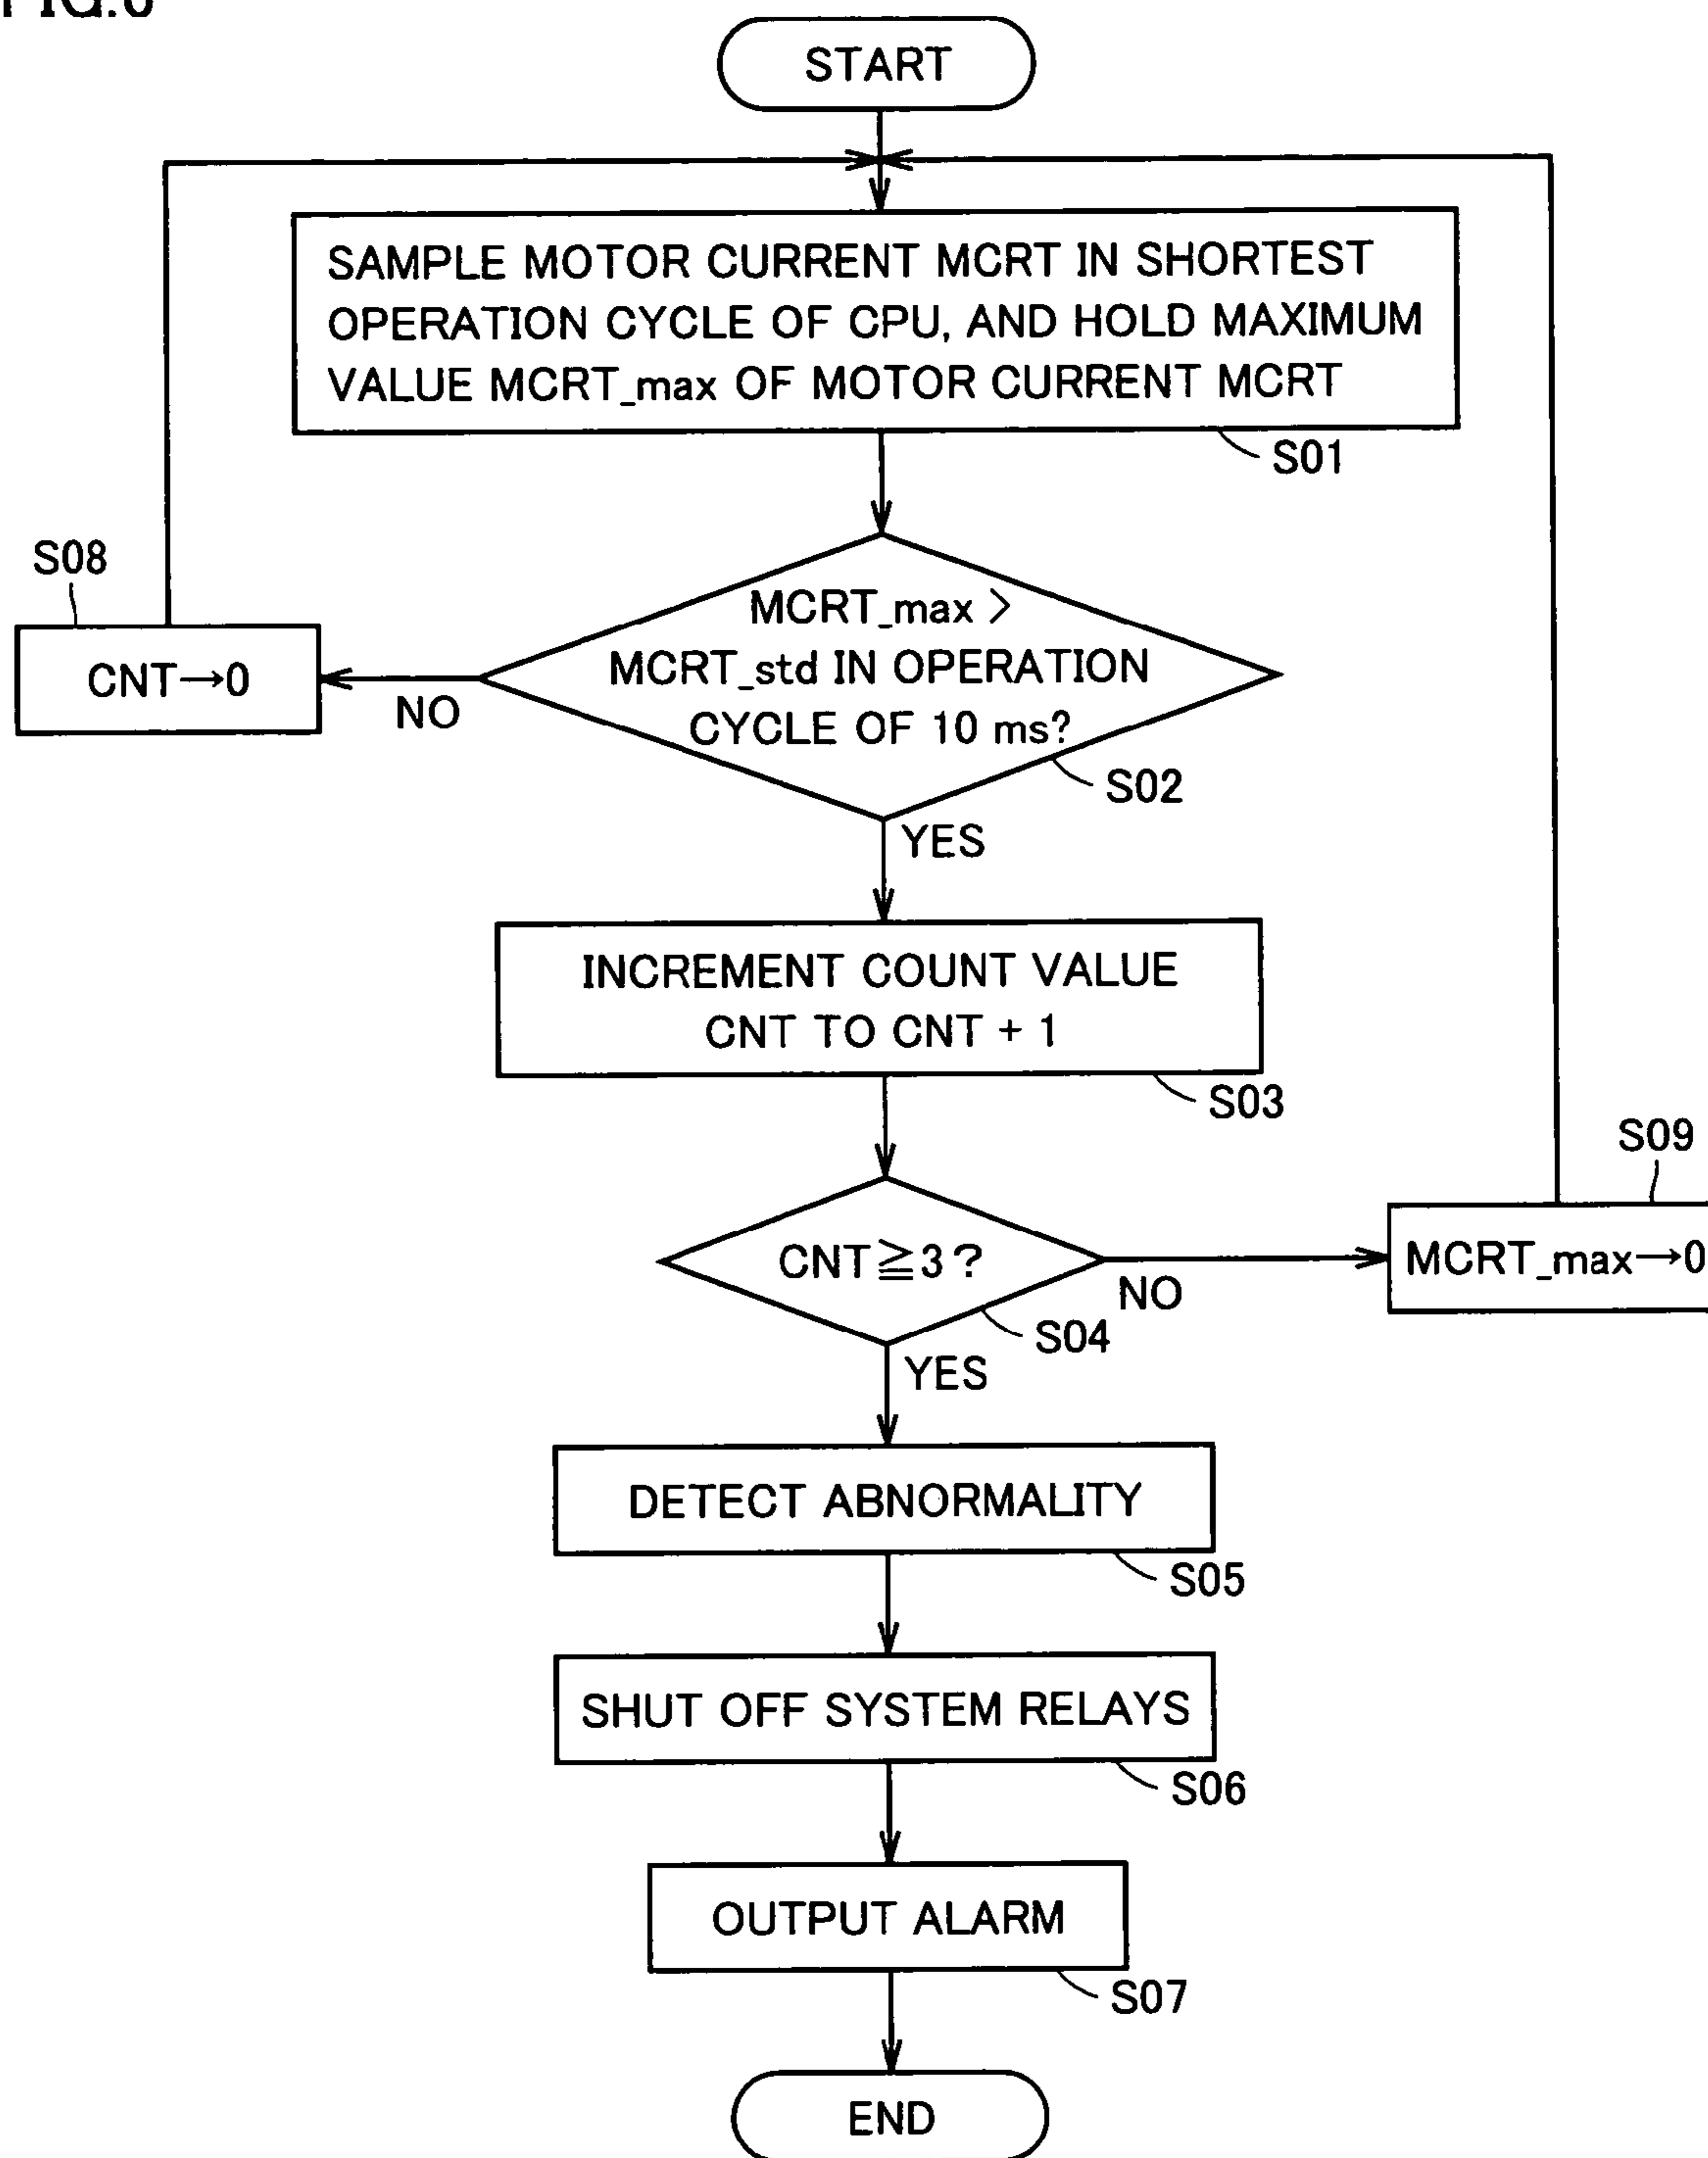 START
SAMPLE MOTOR CURRENT MCRT IN SHORTEST
OPERATION CYCLE OF CPU, AND HOLD MAXIMUM
VALUE MCRT_max OF MOTOR CURRENT MCRT
S01
S08
CNT→0
NO
MCRT_max >
MCRT_std IN OPERATION
CYCLE OF 10 ms?
S02
YES
INCREMENT COUNT VALUE
CNT TO CNT + 1
S03
S09
CNT≧3?
NO
MCRT_max→0
S04
YES
DETECT ABNORMALITY
S05
SHUT OFF SYSTEM RELAYS
S06
OUTPUT ALARM
S07
END